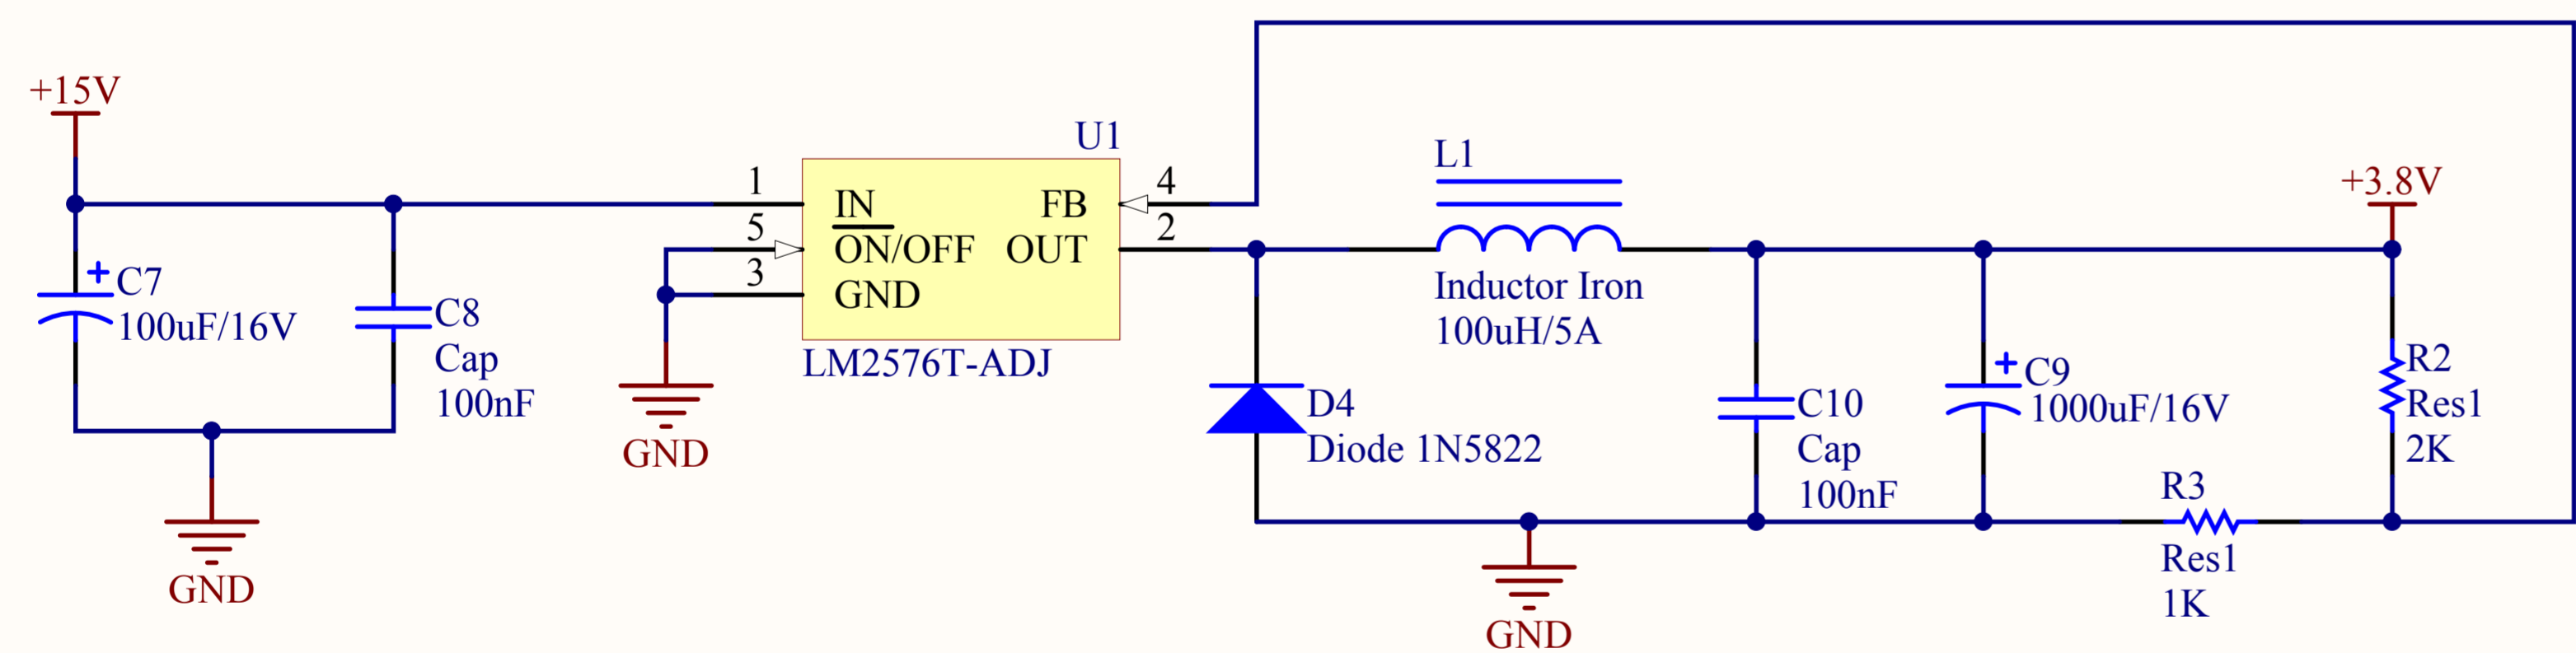 +15V
C7
100uF/16V
C8
Cap
100nF
GND
U1
1
IN
5
ON/OFF
3
GND
FB
4
OUT
2
LM2576T-ADJ
GND
L1
Inductor Iron
100uH/5A
D4
Diode 1N5822
C10
Cap
100nF
C9
1000uF/16V
+3.8V
R2
Res1
2K
R3
Res1
1K
GND